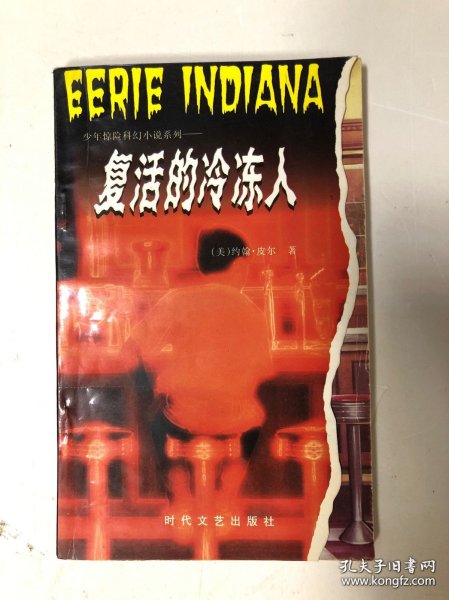 EERIE INDIANA
少年惊险科幻小说系列——
复活的冷冻人
(美)约翰·皮尔 著
时代文艺出版社
孔夫子旧书网
www.kongfz.com